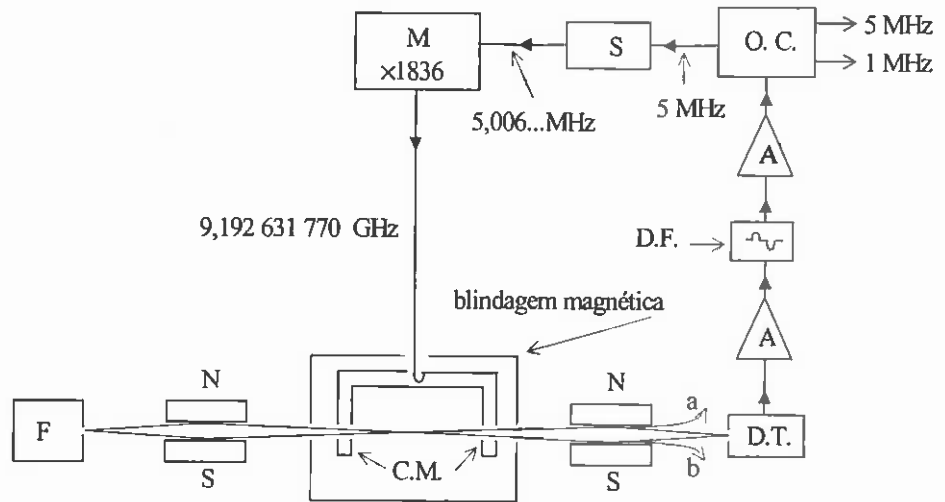 M
×1836
S
O. C.
5 MHz
1 MHz
5,006...MHz
5 MHz
A
9,192 631 770 GHz
D.F.
blindagem magnética
A
N
N
a
F
D.T.
S
C.M.
S
b